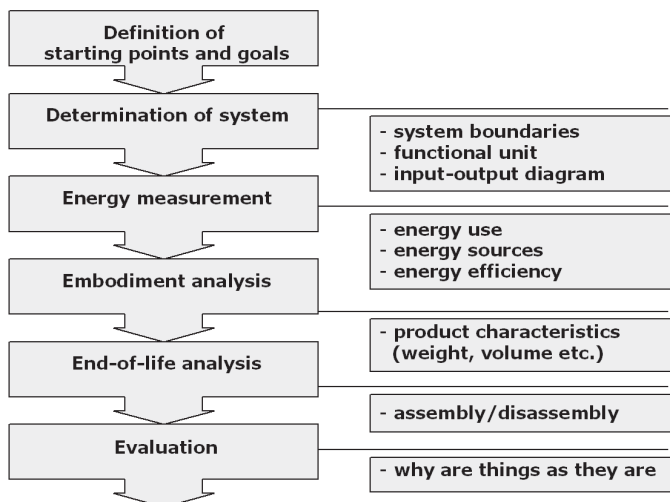 Definition of
starting points and goals
Determination of system
- system boundaries
- functional unit
- input-output diagram
Energy measurement
- energy use
- energy sources
- energy efficiency
Embodiment analysis
- product characteristics
(weight, volume etc.)
End-of-life analysis
- assembly/disassembly
Evaluation
- why are things as they are